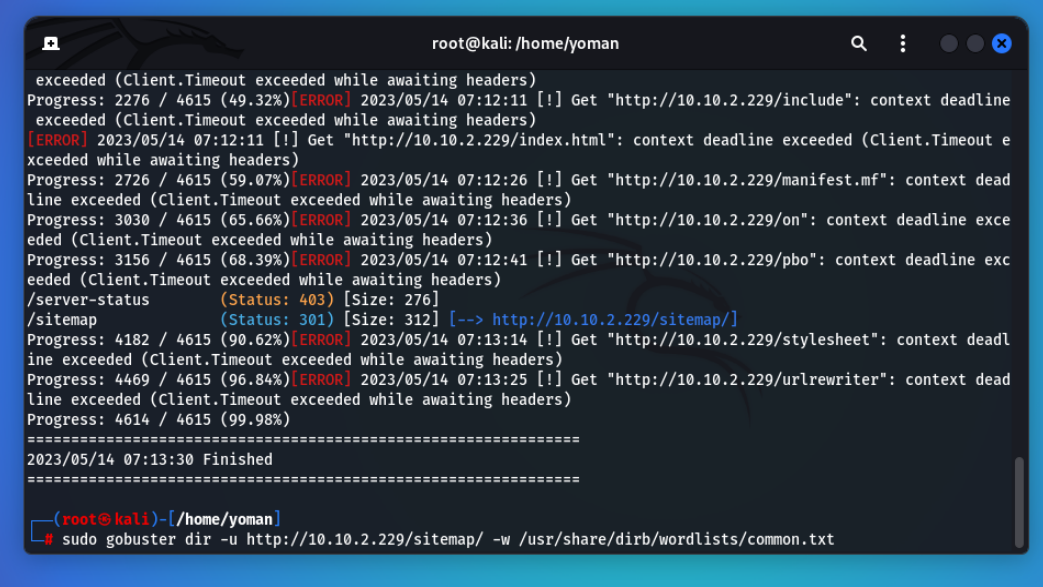 root@kali: /home/yoman
exceeded (Client.Timeout exceeded while awaiting headers)
Progress: 2276 / 4615 (49.32%)[ERROR] 2023/05/14 07:12:11 [!] Get "http://10.10.2.229/include": context deadline
exceeded (Client.Timeout exceeded while awaiting headers)
[ERROR] 2023/05/14 07:12:11 [!] Get "http://10.10.2.229/index.html": context deadline exceeded (Client.Timeout e
xceeded while awaiting headers)
Progress: 2726 / 4615 (59.07%)[ERROR] 2023/05/14 07:12:26 [!] Get "http://10.10.2.229/manifest.mf": context dead
line exceeded (Client.Timeout exceeded while awaiting headers)
Progress: 3030 / 4615 (65.66%)[ERROR] 2023/05/14 07:12:36 [!] Get "http://10.10.2.229/on": context deadline exce
eded (Client.Timeout exceeded while awaiting headers)
Progress: 3156 / 4615 (68.39%)[ERROR] 2023/05/14 07:12:41 [!] Get "http://10.10.2.229/pbo": context deadline exc
eeded (Client.Timeout exceeded while awaiting headers)
/server-status        (Status: 403) [Size: 276]
/sitemap              (Status: 301) [Size: 312] [--> http://10.10.2.229/sitemap/]
Progress: 4182 / 4615 (90.62%)[ERROR] 2023/05/14 07:13:14 [!] Get "http://10.10.2.229/stylesheet": context deadl
ine exceeded (Client.Timeout exceeded while awaiting headers)
Progress: 4469 / 4615 (96.84%)[ERROR] 2023/05/14 07:13:25 [!] Get "http://10.10.2.229/urlrewriter": context dead
line exceeded (Client.Timeout exceeded while awaiting headers)
Progress: 4614 / 4615 (99.98%)
===============================================================
2023/05/14 07:13:30 Finished
===============================================================
┌──(root㉿kali)-[/home/yoman]
└─# sudo gobuster dir -u http://10.10.2.229/sitemap/ -w /usr/share/dirb/wordlists/common.txt